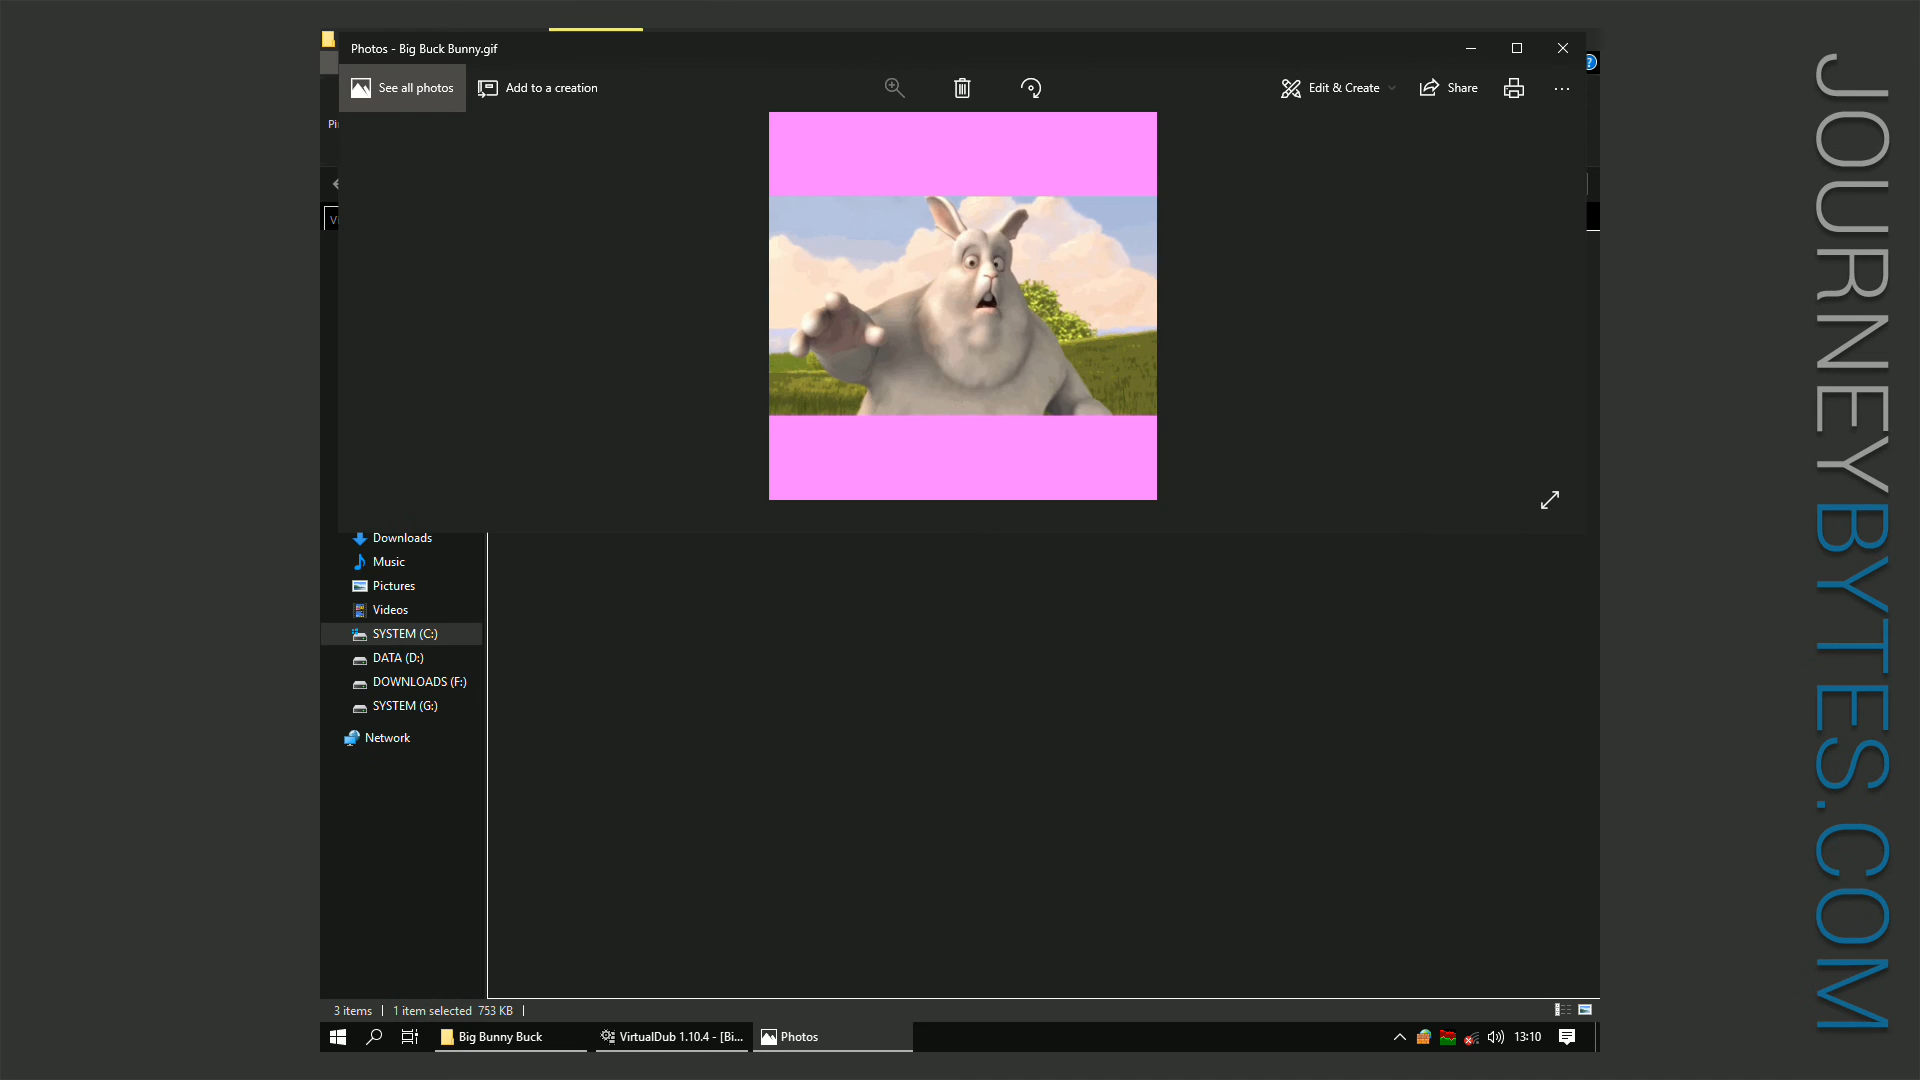 Photos - Big Buck Bunny.gif
See all photos
Add to a creation
Edit & Create
Share
Pi
Vi
Downloads
Music
Pictures
Videos
SYSTEM (C:)
DATA (D:)
DOWNLOADS (F:)
SYSTEM (G:)
Network
3 items | 1 item selected 753 KB |
Big Bunny Buck
VirtualDub 1.10.4 - [Bi...
Photos
13:10
JOURNEYBYTES.COM